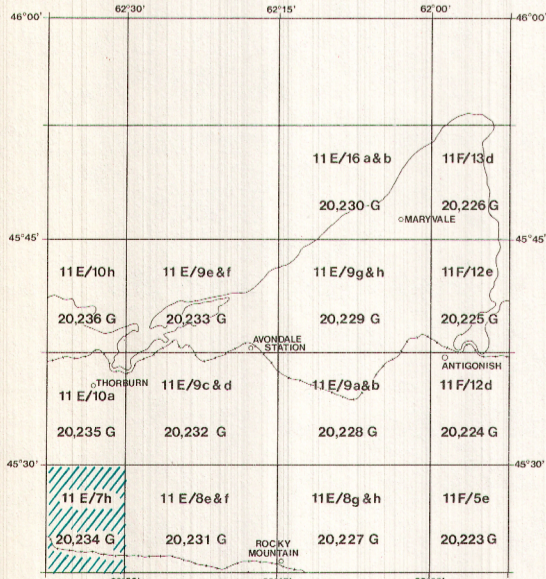 62°30' 62°15' 62°00'
46°00' 46°00'
11 E/16 a&b 11F/13d
20,230 G 20,226 G
MARYVALE
45°45' 45°45'
11 E/10h 11 E/9e&f 11E/9g&h 11F/12e
20,236 G 20,233 G 20,229 G 20,225 G
AVONDALE
STATION
ANTIGONISH
THORBURN
11 E/10a 11E/9c & d 11E/9a&b 11F/12d
20,235 G 20,232 G 20,228 G 20,224 G
45°30' 45°30'
11 E/7h 11 E/8e&f 11E/8g&h 11F/5e
20,234 G 20,231 G 20,227 G 20,223 G
ROCKY
MOUNTAIN